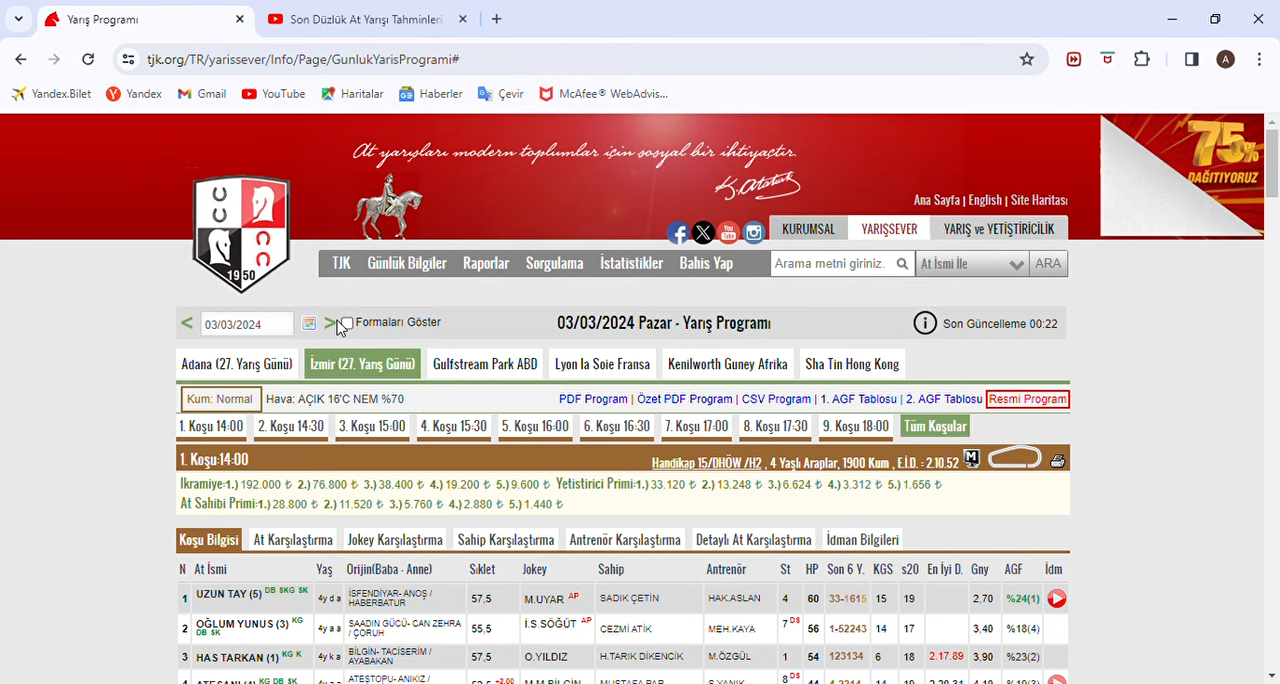 Yarış Programı
Son Düzlük At Yarışı Tahminleri
tjk.org/TR/yarissever/Info/Page/GunlukYarisProgrami#
A
Yandex.Bilet Yandex Gmail YouTube Haritalar Haberler Çevir McAfee® WebAdvis...
At yarışları modern toplumlar için sosyal bir ihtiyaçtır.
K. Atatürk
75%
DAĞITIYORUZ
Ana Sayfa | English | Site Haritası
KURUMSAL YARIŞSEVER YARIŞ ve YETİŞTİRİCİLİK
1950
TJK Günlük Bilgiler Raporlar Sorgulama İstatistikler Bahis Yap Arama metni giriniz. At İsmi İle ARA
< 03/03/2024 > Formaları Göster 03/03/2024 Pazar - Yarış Programı Son Güncelleme 00:22
Adana (27. Yarış Günü) İzmir (27. Yarış Günü) Gulfstream Park ABD Lyon la Soie Fransa Kenilworth Guney Afrika Sha Tin Hong Kong
Kum: Normal Hava: AÇIK 16'C NEM %70 PDF Program | Özet PDF Program | CSV Program | 1. AGF Tablosu | 2. AGF Tablosu Resmi Program
1. Koşu 14:00 2. Koşu 14:30 3. Koşu 15:00 4. Koşu 15:30 5. Koşu 16:00 6. Koşu 16:30 7. Koşu 17:00 8. Koşu 17:30 9. Koşu 18:00 Tüm Koşular
1. Koşu:14:00 Handikap 15/DHÖW /H2 , 4 Yaşlı Araplar, 1900 Kum , E.İ.D. : 2.10.52 M
Ikramiye:1.) 192.000 ₺ 2.) 76.800 ₺ 3.) 38.400 ₺ 4.) 19.200 ₺ 5.) 9.600 ₺ Yetistirici Primi:1.) 33.120 ₺ 2.) 13.248 ₺ 3.) 6.624 ₺ 4.) 3.312 ₺ 5.) 1.656 ₺
At Sahibi Primi:1.) 28.800 ₺ 2.) 11.520 ₺ 3.) 5.760 ₺ 4.) 2.880 ₺ 5.) 1.440 ₺
Koşu Bilgisi At Karşılaştırma Jokey Karşılaştırma Sahip Karşılaştırma Antrenör Karşılaştırma Detaylı At Karşılaştırma İdman Bilgileri
N At İsmi Yaş Orijin(Baba - Anne) Sıklet Jokey Sahip Antrenör St HP Son 6 Y. KGS s20 En İyi D. Gny AGF İdm
1 UZUN TAY (5) DB SKG SK 4y d a İSFENDİYAR- ANOŞ / HABERBATUR 57,5 M.UYAR AP SADIK ÇETİN HAK.ASLAN 4 60 33-1615 15 19 2,70 %24(1)
2 OĞLUM YUNUS (3) KG DB SK 4y a a SAADIN GÜCÜ- CAN ZEHRA / ÇORUH 55,5 İ.S.SÖĞÜT AP CEZMİ ATİK MEH.KAYA 7 DS 56 1-52243 14 17 3,40 %18(4)
3 HAS TARKAN (1) KG K 4y k a BİLGİN- TACİSERİM / AYABAKAN 57,5 O.YILDIZ H.TARIK DİKENCİK M.ÖZGÜL 1 54 123134 6 18 2.17.89 3,90 %23(2)